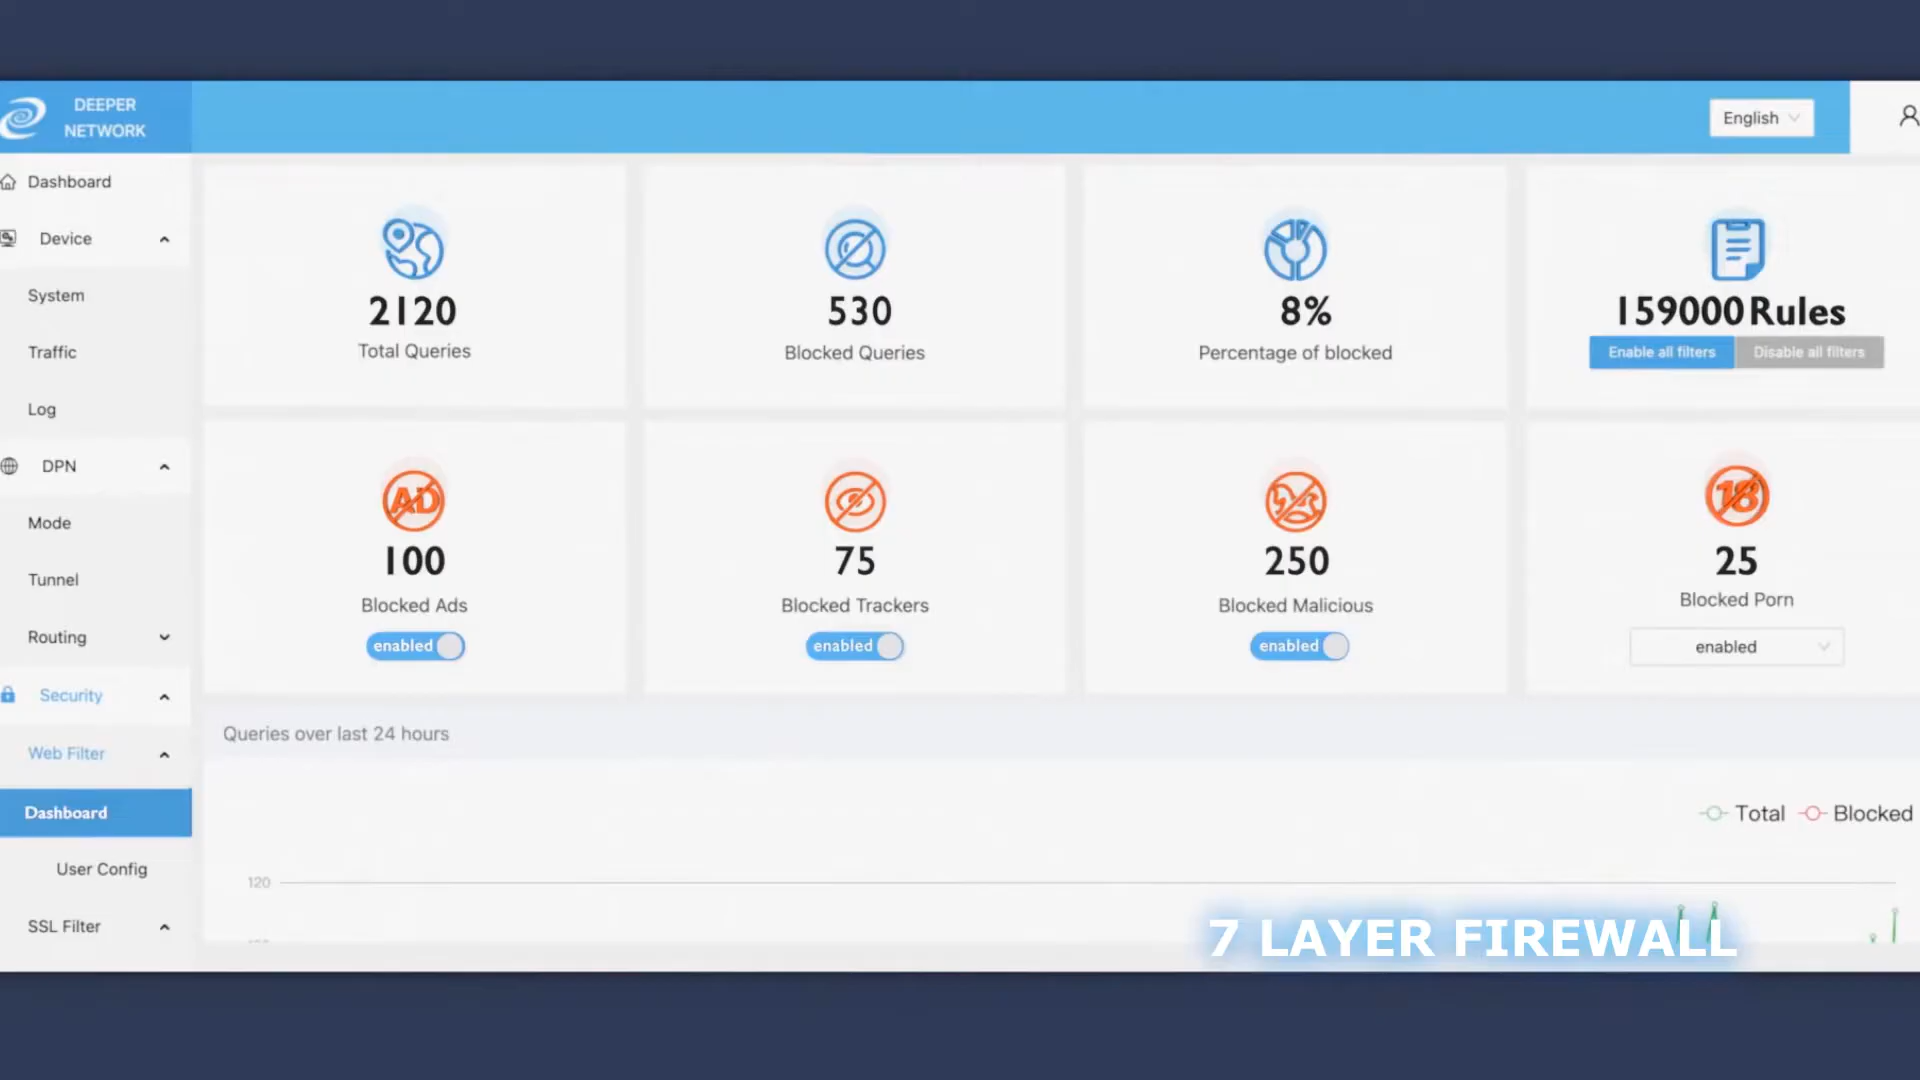 DEEPER
NETWORK
English
Dashboard
Device
System
Traffic
Log
DPN
Mode
Tunnel
Routing
Security
Web Filter
Dashboard
User Config
SSL Filter
2120
Total Queries
530
Blocked Queries
8%
Percentage of blocked
159000 Rules
Enable all filters
Disable all filters
AD
100
Blocked Ads
enabled
75
Blocked Trackers
enabled
250
Blocked Malicious
enabled
18
25
Blocked Porn
enabled
Queries over last 24 hours
Total
Blocked
120
7 LAYER FIREWALL